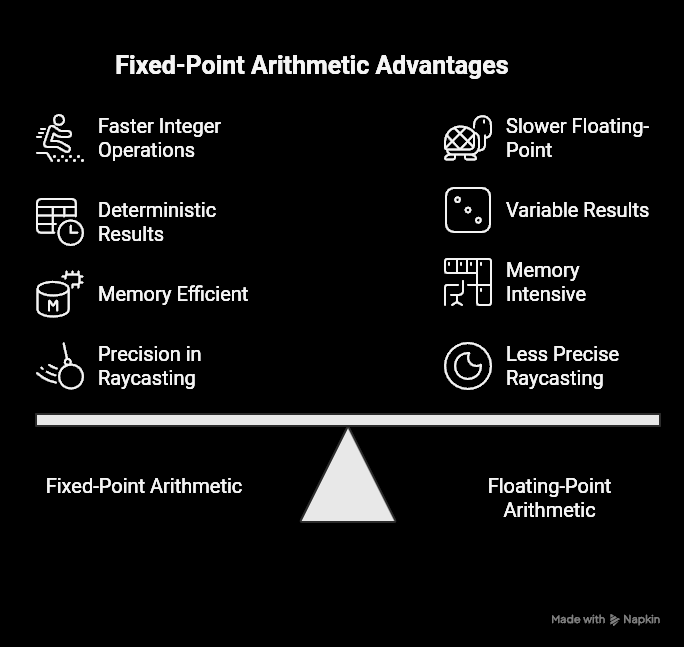 Fixed-Point Arithmetic Advantages
Faster Integer
Operations
Deterministic
Results
Memory Efficient
M
Precision in
Raycasting
Slower Floating-
Point
Variable Results
Memory
Intensive
Less Precise
Raycasting
Fixed-Point Arithmetic
Floating-Point
Arithmetic
Made with Napkin